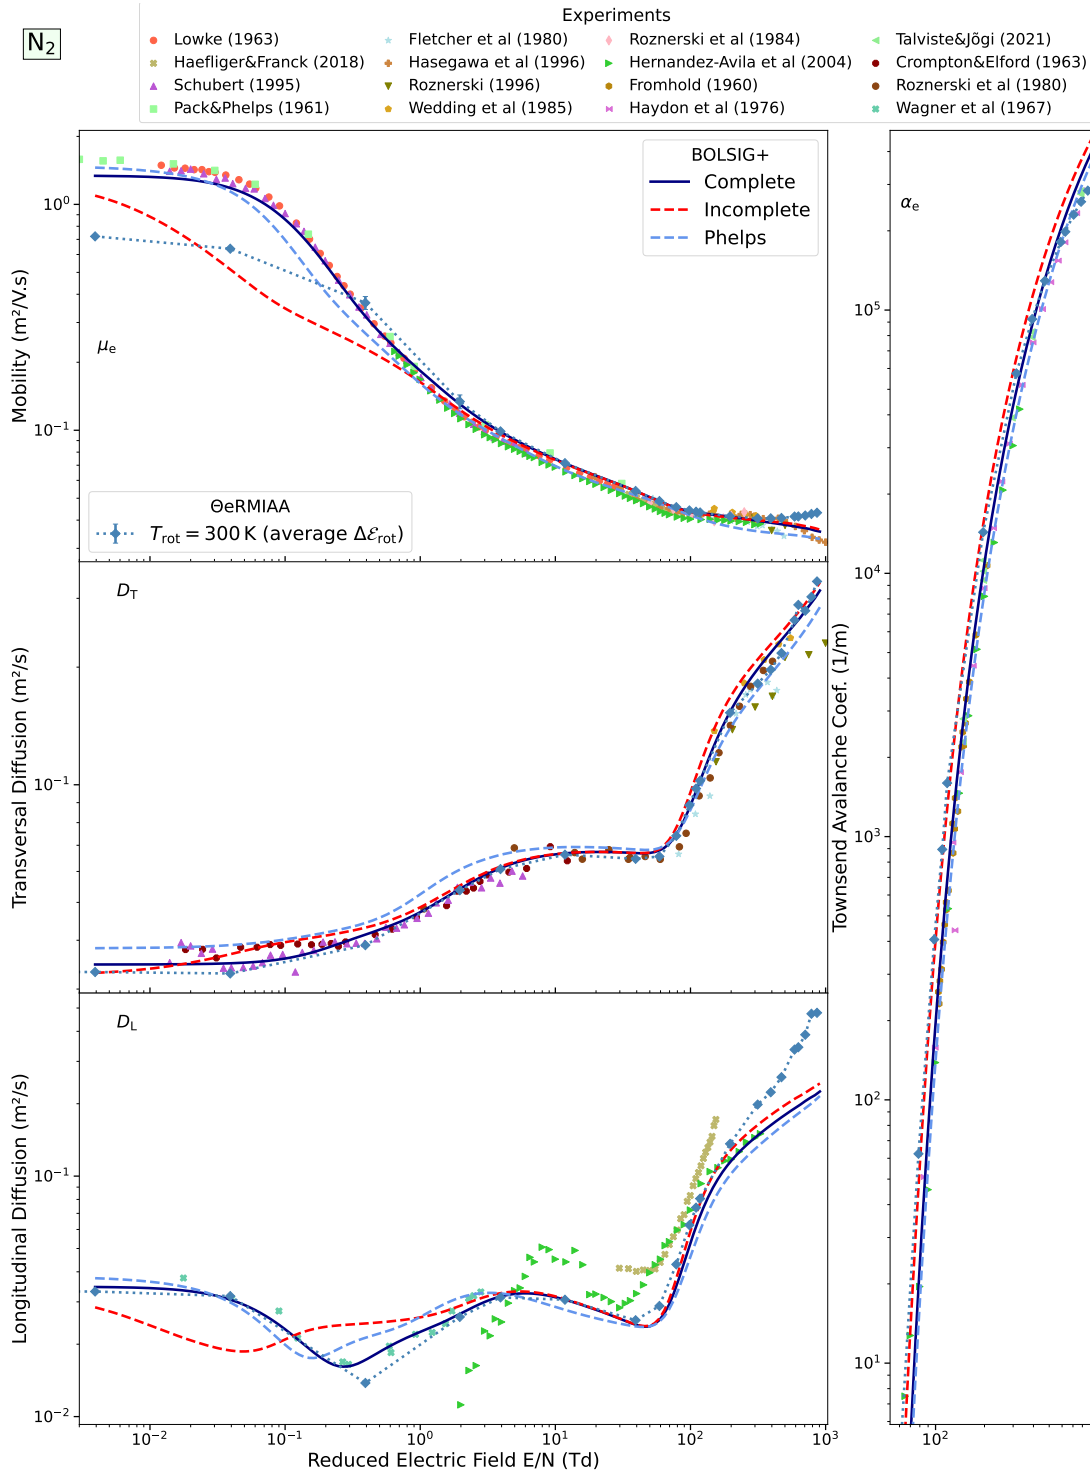 N₂
Experiments
Lowke (1963)
Haefliger&Franck (2018)
Schubert (1995)
Pack&Phelps (1961)
Fletcher et al (1980)
Hasegawa et al (1996)
Roznerski (1996)
Wedding et al (1985)
Roznerski et al (1984)
Hernandez-Avila et al (2004)
Fromhold (1960)
Haydon et al (1976)
Talviste&Jõgi (2021)
Crompton&Elford (1963)
Roznerski et al (1980)
Wagner et al (1967)
BOLSIG+
Complete
Incomplete
Phelps
Mobility (m²/V.s)
10⁰
10⁻¹
μₑ
ΘeRMIAA
T_rot = 300 K (average Δℰ_rot)
Transversal Diffusion (m²/s)
10⁻¹
D_T
Longitudinal Diffusion (m²/s)
10⁻¹
10⁻²
D_L
10⁻² 10⁻¹ 10⁰ 10¹ 10² 10³
Reduced Electric Field E/N (Td)
Townsend Avalanche Coef. (1/m)
αₑ
10⁵
10⁴
10³
10²
10¹
10²